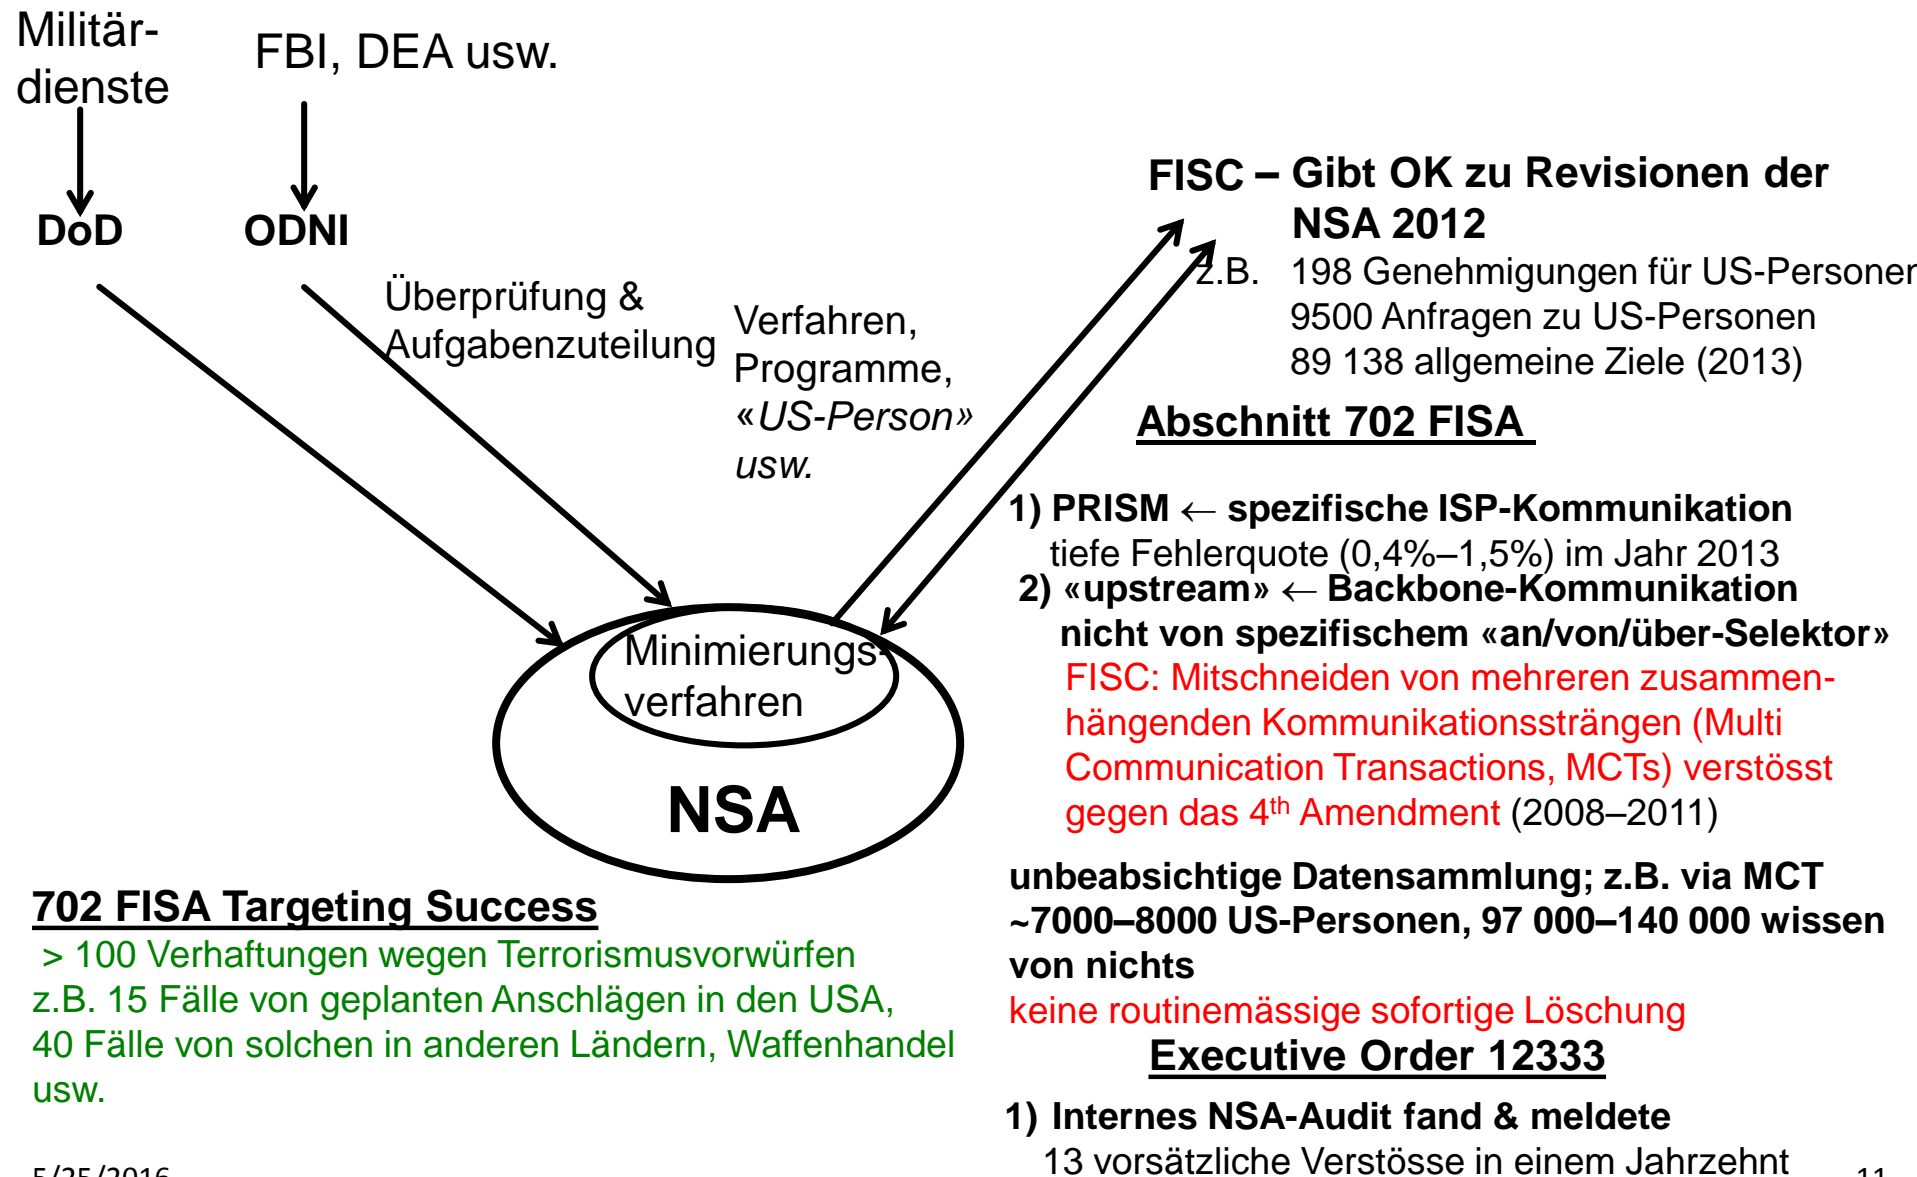 Militär-
dienste
FBI, DEA usw.
DoD
ODNI
Überprüfung &
Aufgabenzuteilung
Verfahren,
Programme,
«US-Person»
usw.
Minimierungs-
verfahren
NSA
FISC – Gibt OK zu Revisionen der
NSA 2012
z.B. 198 Genehmigungen für US-Personen
9500 Anfragen zu US-Personen
89 138 allgemeine Ziele (2013)
Abschnitt 702 FISA
1) PRISM ← spezifische ISP-Kommunikation
tiefe Fehlerquote (0,4%–1,5%) im Jahr 2013
2) «upstream» ← Backbone-Kommunikation
nicht von spezifischem «an/von/über-Selektor»
FISC: Mitschneiden von mehreren zusammen-
hängenden Kommunikationssträngen (Multi
Communication Transactions, MCTs) verstösst
gegen das 4th Amendment (2008–2011)
unbeabsichtige Datensammlung; z.B. via MCT
~7000–8000 US-Personen, 97 000–140 000 wissen
von nichts
keine routinemässige sofortige Löschung
Executive Order 12333
1) Internes NSA-Audit fand & meldete
13 vorsätzliche Verstösse in einem Jahrzehnt
702 FISA Targeting Success
> 100 Verhaftungen wegen Terrorismusvorwürfen
z.B. 15 Fälle von geplanten Anschlägen in den USA,
40 Fälle von solchen in anderen Ländern, Waffenhandel
usw.
5/25/2016
11